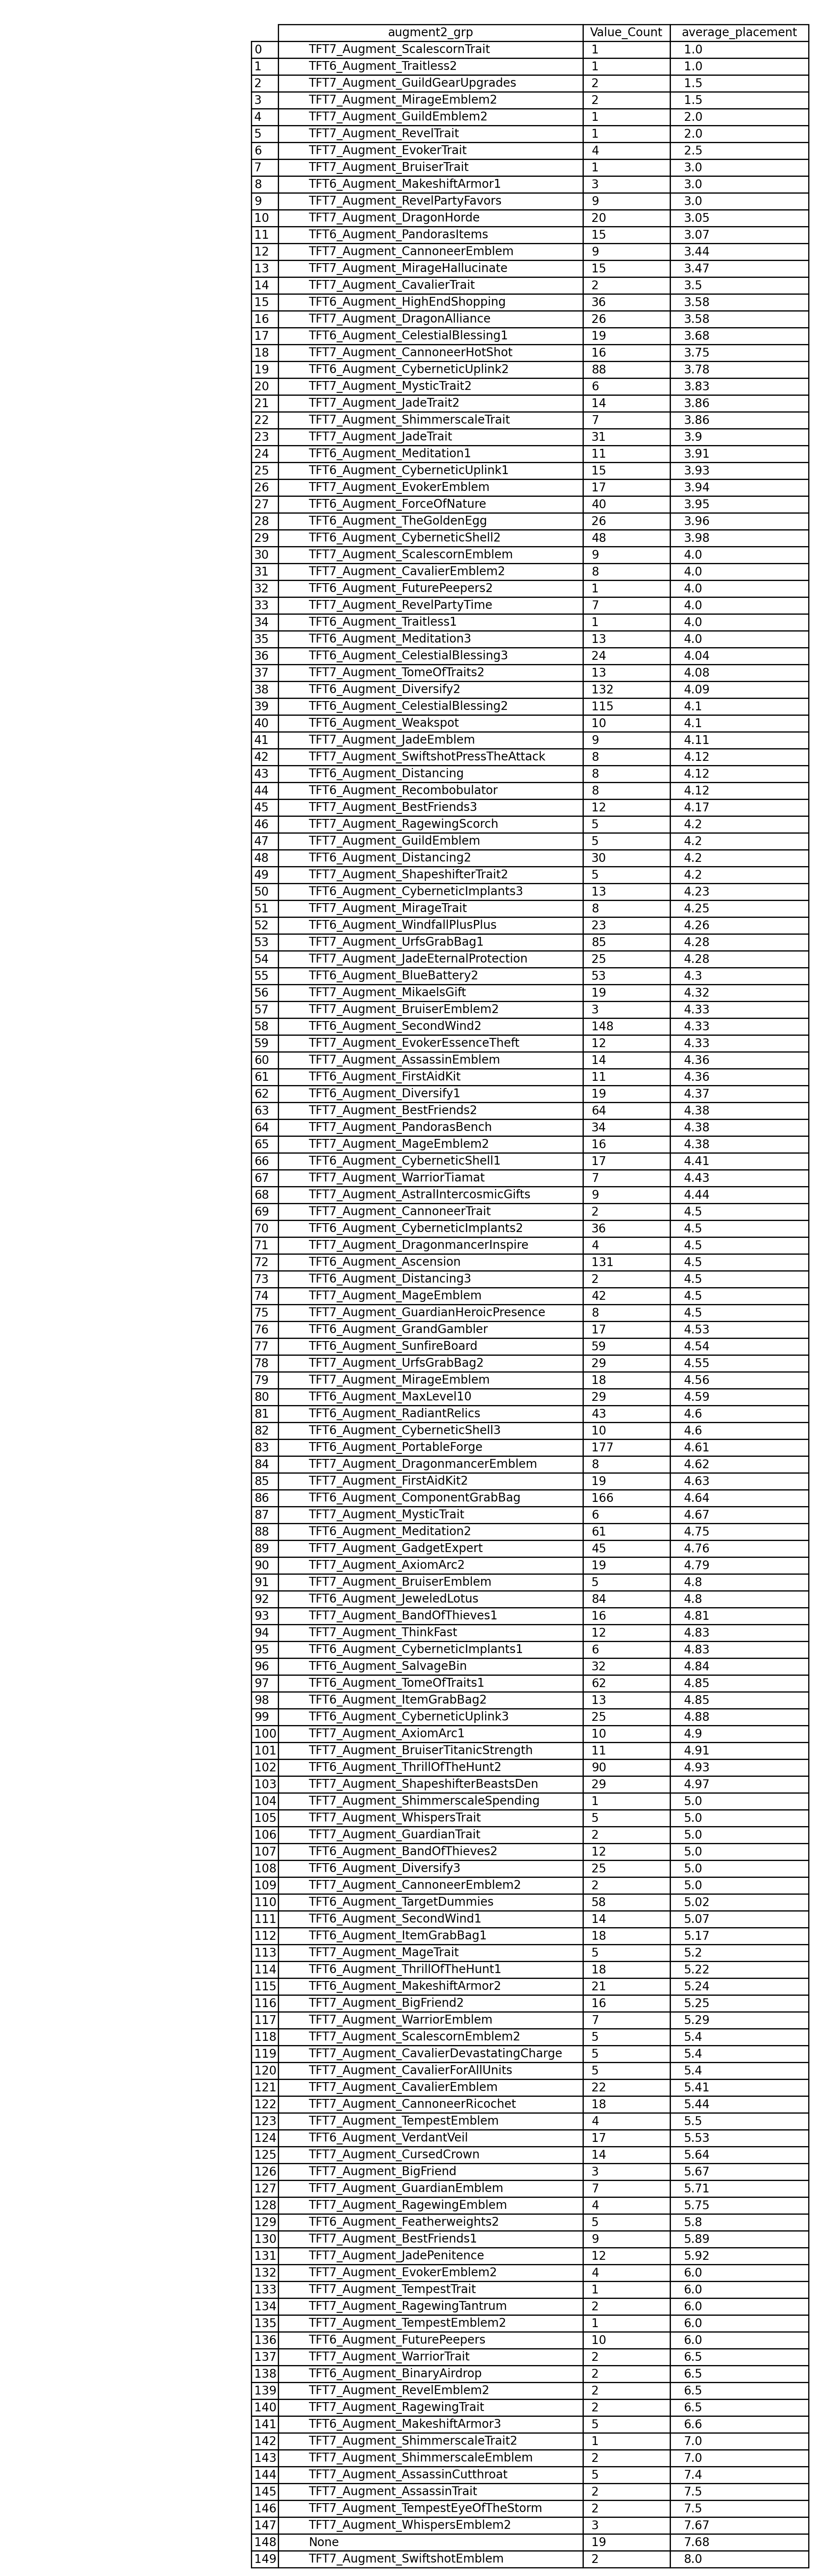 augment2_grp Value_Count average_placement
0 TFT7_Augment_ScalescornTrait 1 1.0
1 TFT6_Augment_Traitless2 1 1.0
2 TFT7_Augment_GuildGearUpgrades 2 1.5
3 TFT7_Augment_MirageEmblem2 2 1.5
4 TFT7_Augment_GuildEmblem2 1 2.0
5 TFT7_Augment_RevelTrait 1 2.0
6 TFT7_Augment_EvokerTrait 4 2.5
7 TFT7_Augment_BruiserTrait 1 3.0
8 TFT6_Augment_MakeshiftArmor1 3 3.0
9 TFT7_Augment_RevelPartyFavors 9 3.0
10 TFT7_Augment_DragonHorde 20 3.05
11 TFT6_Augment_PandorasItems 15 3.07
12 TFT7_Augment_CannoneerEmblem 9 3.44
13 TFT7_Augment_MirageHallucinate 15 3.47
14 TFT7_Augment_CavalierTrait 2 3.5
15 TFT6_Augment_HighEndShopping 36 3.58
16 TFT7_Augment_DragonAlliance 26 3.58
17 TFT6_Augment_CelestialBlessing1 19 3.68
18 TFT7_Augment_CannoneerHotShot 16 3.75
19 TFT6_Augment_CyberneticUplink2 88 3.78
20 TFT7_Augment_MysticTrait2 6 3.83
21 TFT7_Augment_JadeTrait2 14 3.86
22 TFT7_Augment_ShimmerscaleTrait 7 3.86
23 TFT7_Augment_JadeTrait 31 3.9
24 TFT6_Augment_Meditation1 11 3.91
25 TFT6_Augment_CyberneticUplink1 15 3.93
26 TFT7_Augment_EvokerEmblem 17 3.94
27 TFT6_Augment_ForceOfNature 40 3.95
28 TFT6_Augment_TheGoldenEgg 26 3.96
29 TFT6_Augment_CyberneticShell2 48 3.98
30 TFT7_Augment_ScalescornEmblem 9 4.0
31 TFT7_Augment_CavalierEmblem2 8 4.0
32 TFT6_Augment_FuturePeepers2 1 4.0
33 TFT7_Augment_RevelPartyTime 7 4.0
34 TFT6_Augment_Traitless1 1 4.0
35 TFT6_Augment_Meditation3 13 4.0
36 TFT6_Augment_CelestialBlessing3 24 4.04
37 TFT7_Augment_TomeOfTraits2 13 4.08
38 TFT6_Augment_Diversify2 132 4.09
39 TFT6_Augment_CelestialBlessing2 115 4.1
40 TFT6_Augment_Weakspot 10 4.1
41 TFT7_Augment_JadeEmblem 9 4.11
42 TFT7_Augment_SwiftshotPressTheAttack 8 4.12
43 TFT6_Augment_Distancing 8 4.12
44 TFT6_Augment_Recombobulator 8 4.12
45 TFT7_Augment_BestFriends3 12 4.17
46 TFT7_Augment_RagewingScorch 5 4.2
47 TFT7_Augment_GuildEmblem 5 4.2
48 TFT6_Augment_Distancing2 30 4.2
49 TFT7_Augment_ShapeshifterTrait2 5 4.2
50 TFT6_Augment_CyberneticImplants3 13 4.23
51 TFT7_Augment_MirageTrait 8 4.25
52 TFT6_Augment_WindfallPlusPlus 23 4.26
53 TFT7_Augment_UrfsGrabBag1 85 4.28
54 TFT7_Augment_JadeEternalProtection 25 4.28
55 TFT6_Augment_BlueBattery2 53 4.3
56 TFT7_Augment_MikaelsGift 19 4.32
57 TFT7_Augment_BruiserEmblem2 3 4.33
58 TFT6_Augment_SecondWind2 148 4.33
59 TFT7_Augment_EvokerEssenceTheft 12 4.33
60 TFT7_Augment_AssassinEmblem 14 4.36
61 TFT6_Augment_FirstAidKit 11 4.36
62 TFT6_Augment_Diversify1 19 4.37
63 TFT7_Augment_BestFriends2 64 4.38
64 TFT7_Augment_PandorasBench 34 4.38
65 TFT7_Augment_MageEmblem2 16 4.38
66 TFT6_Augment_CyberneticShell1 17 4.41
67 TFT7_Augment_WarriorTiamat 7 4.43
68 TFT7_Augment_AstralIntercosmicGifts 9 4.44
69 TFT7_Augment_CannoneerTrait 2 4.5
70 TFT6_Augment_CyberneticImplants2 36 4.5
71 TFT7_Augment_DragonmancerInspire 4 4.5
72 TFT6_Augment_Ascension 131 4.5
73 TFT6_Augment_Distancing3 2 4.5
74 TFT7_Augment_MageEmblem 42 4.5
75 TFT7_Augment_GuardianHeroicPresence 8 4.5
76 TFT6_Augment_GrandGambler 17 4.53
77 TFT6_Augment_SunfireBoard 59 4.54
78 TFT7_Augment_UrfsGrabBag2 29 4.55
79 TFT7_Augment_MirageEmblem 18 4.56
80 TFT6_Augment_MaxLevel10 29 4.59
81 TFT6_Augment_RadiantRelics 43 4.6
82 TFT6_Augment_CyberneticShell3 10 4.6
83 TFT6_Augment_PortableForge 177 4.61
84 TFT7_Augment_DragonmancerEmblem 8 4.62
85 TFT7_Augment_FirstAidKit2 19 4.63
86 TFT6_Augment_ComponentGrabBag 166 4.64
87 TFT7_Augment_MysticTrait 6 4.67
88 TFT6_Augment_Meditation2 61 4.75
89 TFT7_Augment_GadgetExpert 45 4.76
90 TFT7_Augment_AxiomArc2 19 4.79
91 TFT7_Augment_BruiserEmblem 5 4.8
92 TFT6_Augment_JeweledLotus 84 4.8
93 TFT7_Augment_BandOfThieves1 16 4.81
94 TFT7_Augment_ThinkFast 12 4.83
95 TFT6_Augment_CyberneticImplants1 6 4.83
96 TFT6_Augment_SalvageBin 32 4.84
97 TFT6_Augment_TomeOfTraits1 62 4.85
98 TFT6_Augment_ItemGrabBag2 13 4.85
99 TFT6_Augment_CyberneticUplink3 25 4.88
100 TFT7_Augment_AxiomArc1 10 4.9
101 TFT7_Augment_BruiserTitanicStrength 11 4.91
102 TFT6_Augment_ThrillOfTheHunt2 90 4.93
103 TFT7_Augment_ShapeshifterBeastsDen 29 4.97
104 TFT7_Augment_ShimmerscaleSpending 1 5.0
105 TFT7_Augment_WhispersTrait 5 5.0
106 TFT7_Augment_GuardianTrait 2 5.0
107 TFT6_Augment_BandOfThieves2 12 5.0
108 TFT6_Augment_Diversify3 25 5.0
109 TFT7_Augment_CannoneerEmblem2 2 5.0
110 TFT6_Augment_TargetDummies 58 5.02
111 TFT6_Augment_SecondWind1 14 5.07
112 TFT6_Augment_ItemGrabBag1 18 5.17
113 TFT7_Augment_MageTrait 5 5.2
114 TFT6_Augment_ThrillOfTheHunt1 18 5.22
115 TFT6_Augment_MakeshiftArmor2 21 5.24
116 TFT7_Augment_BigFriend2 16 5.25
117 TFT7_Augment_WarriorEmblem 7 5.29
118 TFT7_Augment_ScalescornEmblem2 5 5.4
119 TFT7_Augment_CavalierDevastatingCharge 5 5.4
120 TFT7_Augment_CavalierForAllUnits 5 5.4
121 TFT7_Augment_CavalierEmblem 22 5.41
122 TFT7_Augment_CannoneerRicochet 18 5.44
123 TFT7_Augment_TempestEmblem 4 5.5
124 TFT6_Augment_VerdantVeil 17 5.53
125 TFT7_Augment_CursedCrown 14 5.64
126 TFT7_Augment_BigFriend 3 5.67
127 TFT7_Augment_GuardianEmblem 7 5.71
128 TFT7_Augment_RagewingEmblem 4 5.75
129 TFT6_Augment_Featherweights2 5 5.8
130 TFT7_Augment_BestFriends1 9 5.89
131 TFT7_Augment_JadePenitence 12 5.92
132 TFT7_Augment_EvokerEmblem2 4 6.0
133 TFT7_Augment_TempestTrait 1 6.0
134 TFT7_Augment_RagewingTantrum 2 6.0
135 TFT7_Augment_TempestEmblem2 1 6.0
136 TFT6_Augment_FuturePeepers 10 6.0
137 TFT7_Augment_WarriorTrait 2 6.5
138 TFT6_Augment_BinaryAirdrop 2 6.5
139 TFT7_Augment_RevelEmblem2 2 6.5
140 TFT7_Augment_RagewingTrait 2 6.5
141 TFT6_Augment_MakeshiftArmor3 5 6.6
142 TFT7_Augment_ShimmerscaleTrait2 1 7.0
143 TFT7_Augment_ShimmerscaleEmblem 2 7.0
144 TFT7_Augment_AssassinCutthroat 5 7.4
145 TFT7_Augment_AssassinTrait 2 7.5
146 TFT7_Augment_TempestEyeOfTheStorm 2 7.5
147 TFT7_Augment_WhispersEmblem2 3 7.67
148 None 19 7.68
149 TFT7_Augment_SwiftshotEmblem 2 8.0